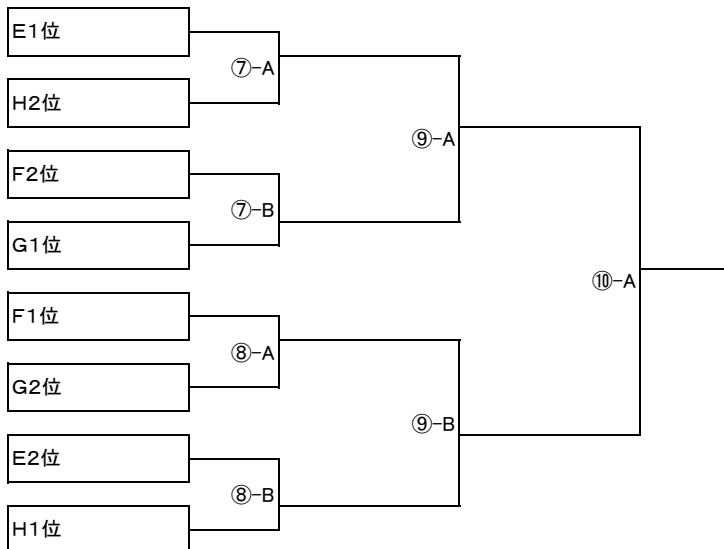 E1位
⑦-A
H2位
⑨-A
F2位
⑦-B
G1位
⑩-A
F1位
⑧-A
G2位
⑨-B
E2位
⑧-B
H1位